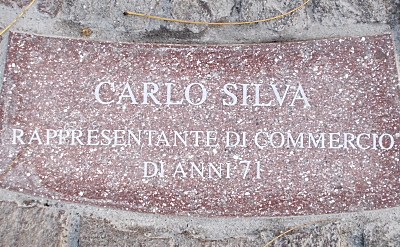 CARLO SILVA
RAPPRESENTANTE DI COMMERCIO
DI ANNI 71